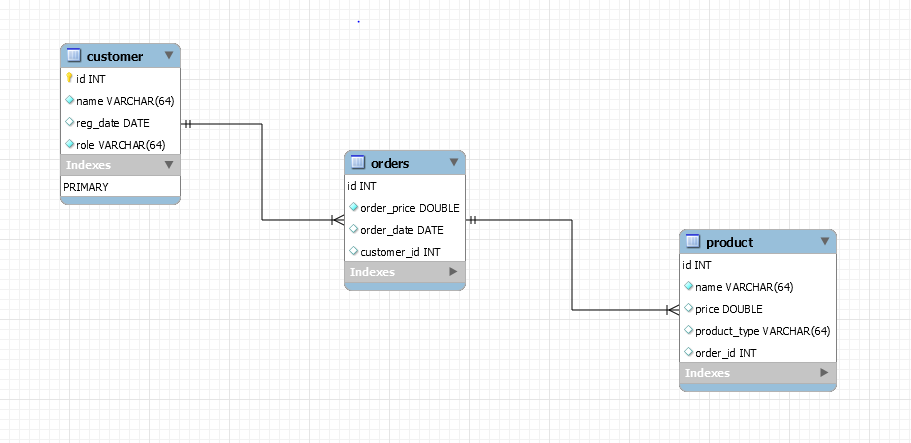 customer
id INT
name VARCHAR(64)
reg_date DATE
role VARCHAR(64)
Indexes
PRIMARY
orders
id INT
order_price DOUBLE
order_date DATE
customer_id INT
Indexes
product
id INT
name VARCHAR(64)
price DOUBLE
product_type VARCHAR(64)
order_id INT
Indexes